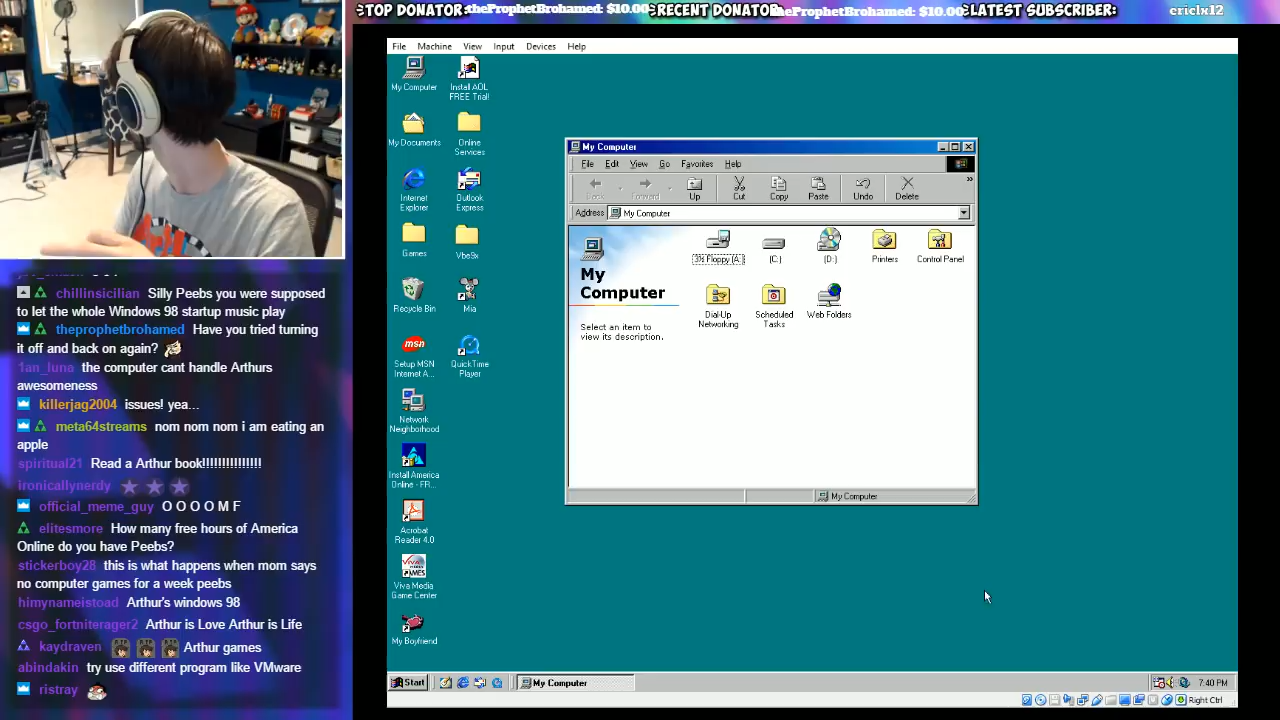 TOP DONATOR: theProphetBrohamed: $10.00 RECENT DONATOR theProphetBrohamed: $10.00 LATEST SUBSCRIBER: ericlx12
File Machine View Input Devices Help
My Computer
Install AOL
FREE Trial!
My Documents
Online
Services
Internet
Explorer
Outlook
Express
Games
Vbe9x
Recycle Bin
Mia
msn
Setup MSN
Internet A...
QuickTime
Player
Network
Neighborhood
Install America
Online - FR...
Acrobat
Reader 4.0
Viva Media
Game Center
My Boyfriend
My Computer
File Edit View Go Favorites Help
Back Forward Up Cut Copy Paste Undo Delete
Address My Computer
My
Computer
Select an item to
view its description.
3½ Floppy (A:)
(C:)
(D:)
Printers
Control Panel
Dial-Up
Networking
Scheduled
Tasks
Web Folders
My Computer
Start
My Computer
7:40 PM
Right Ctrl
chillinsicilian Silly Peebs you were supposed
to let the whole Windows 98 startup music play
theprophetbrohamed Have you tried turning
it off and back on again?
1an_luna the computer cant handle Arthurs
awesomeness
killerjag2004 issues! yea...
meta64streams nom nom nom i am eating an
apple
spiritual21 Read a Arthur book!!!!!!!!!!!!!!!
ironicallynerdy
official_meme_guy O O O O M F
elitesmore How many free hours of America
Online do you have Peebs?
stickerboy28 this is what happens when mom says
no computer games for a week peebs
himynameistoad Arthur's windows 98
csgo_fortniterager2 Arthur is Love Arthur is Life
kaydraven Arthur games
abindakin try use different program like VMware
ristray